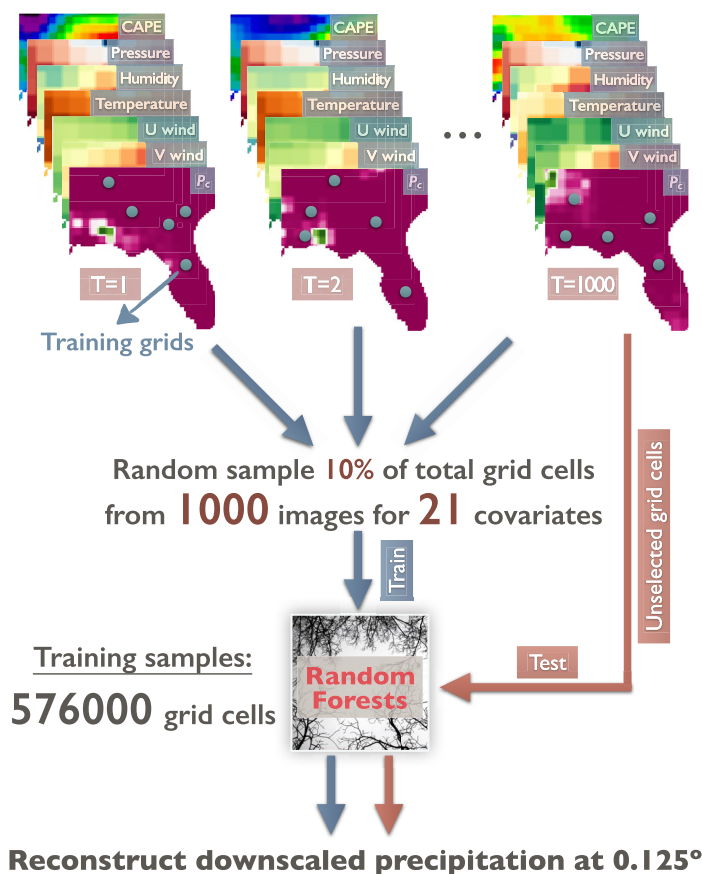 CAPE
Pressure
Humidity
Temperature
U wind
V wind
Pc
T=1
CAPE
Pressure
Humidity
Temperature
U wind
V wind
Pc
T=2
...
CAPE
Pressure
Humidity
Temperature
U wind
V wind
Pc
T=1000
Training grids
Random sample 10% of total grid cells
from 1000 images for 21 covariates
Unselected grid cells
Train
Training samples:
576000 grid cells
Random
Forests
Test
Reconstruct downscaled precipitation at 0.125º